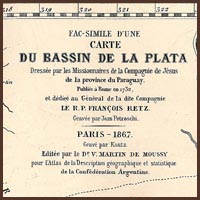 FAC-SIMILE D'UNE
CARTE
DU BASSIN DE LA PLATA
Dressée par les Missionnaires de la Compagnie de Jésus
de la province du Paraguay.
Publiée à Rome en 1732,
et dédiée au Général de la dite Compagnie
LE R. P. FRANÇOIS RETZ.
Gravée par Jean Petroschi.
PARIS – 1867.
Gravé par Kautz.
Editée par le Dr V. MARTIN DE MOUSSY
pour l'Atlas de la Description géographique et statistique
de la Confédération Argentine.